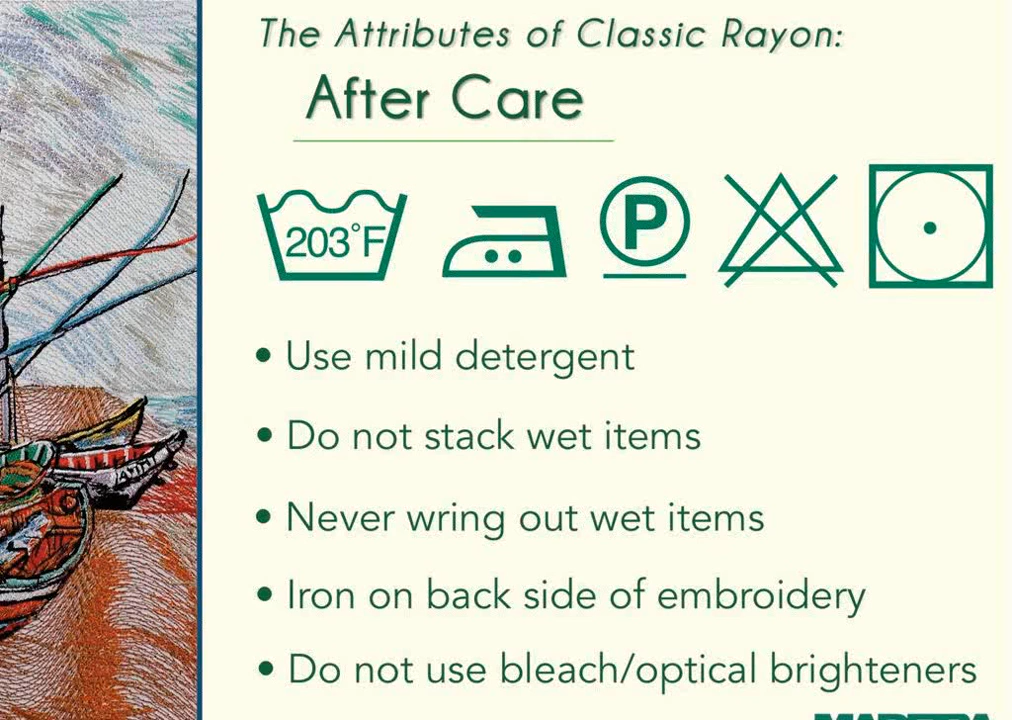 The Attributes of Classic Rayon:
After Care
203°F
P
• Use mild detergent
• Do not stack wet items
• Never wring out wet items
• Iron on back side of embroidery
• Do not use bleach/optical brighteners